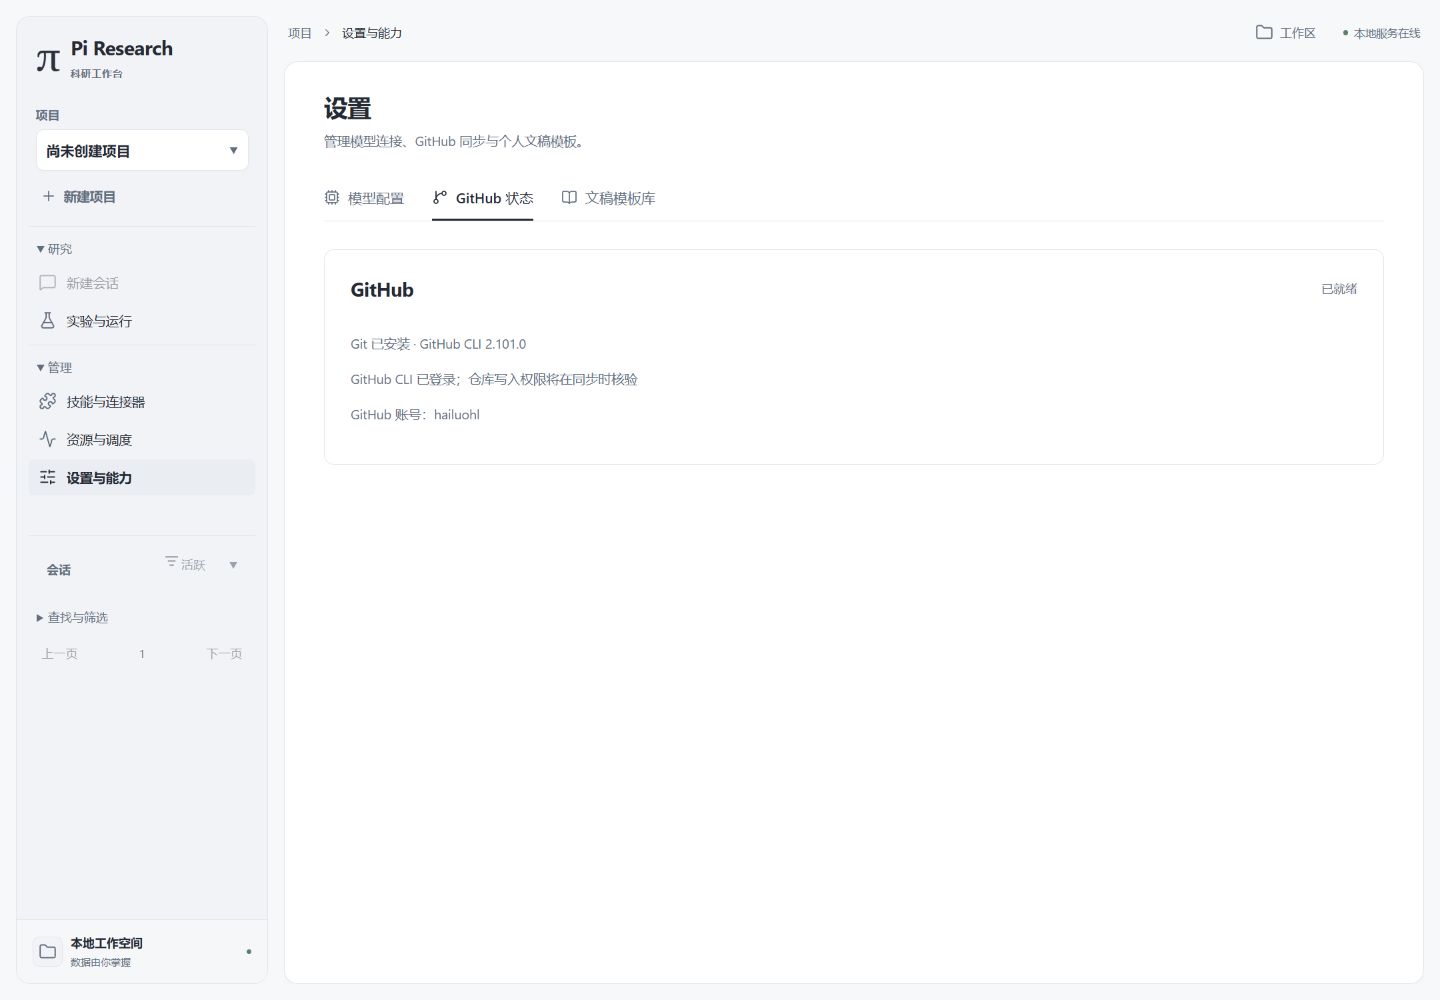 π Pi Research
科研工作台
项目
尚未创建项目
新建项目
研究
新建会话
实验与运行
管理
技能与连接器
资源与调度
设置与能力
会话
活跃
查找与筛选
上一页 1 下一页
本地工作空间
数据由你掌握
项目 > 设置与能力
工作区
本地服务在线
设置
管理模型连接、GitHub 同步与个人文稿模板。
模型配置 GitHub 状态 文稿模板库
GitHub
已就绪
Git 已安装 · GitHub CLI 2.101.0
GitHub CLI 已登录；仓库写入权限将在同步时核验
GitHub 账号：hailuohl